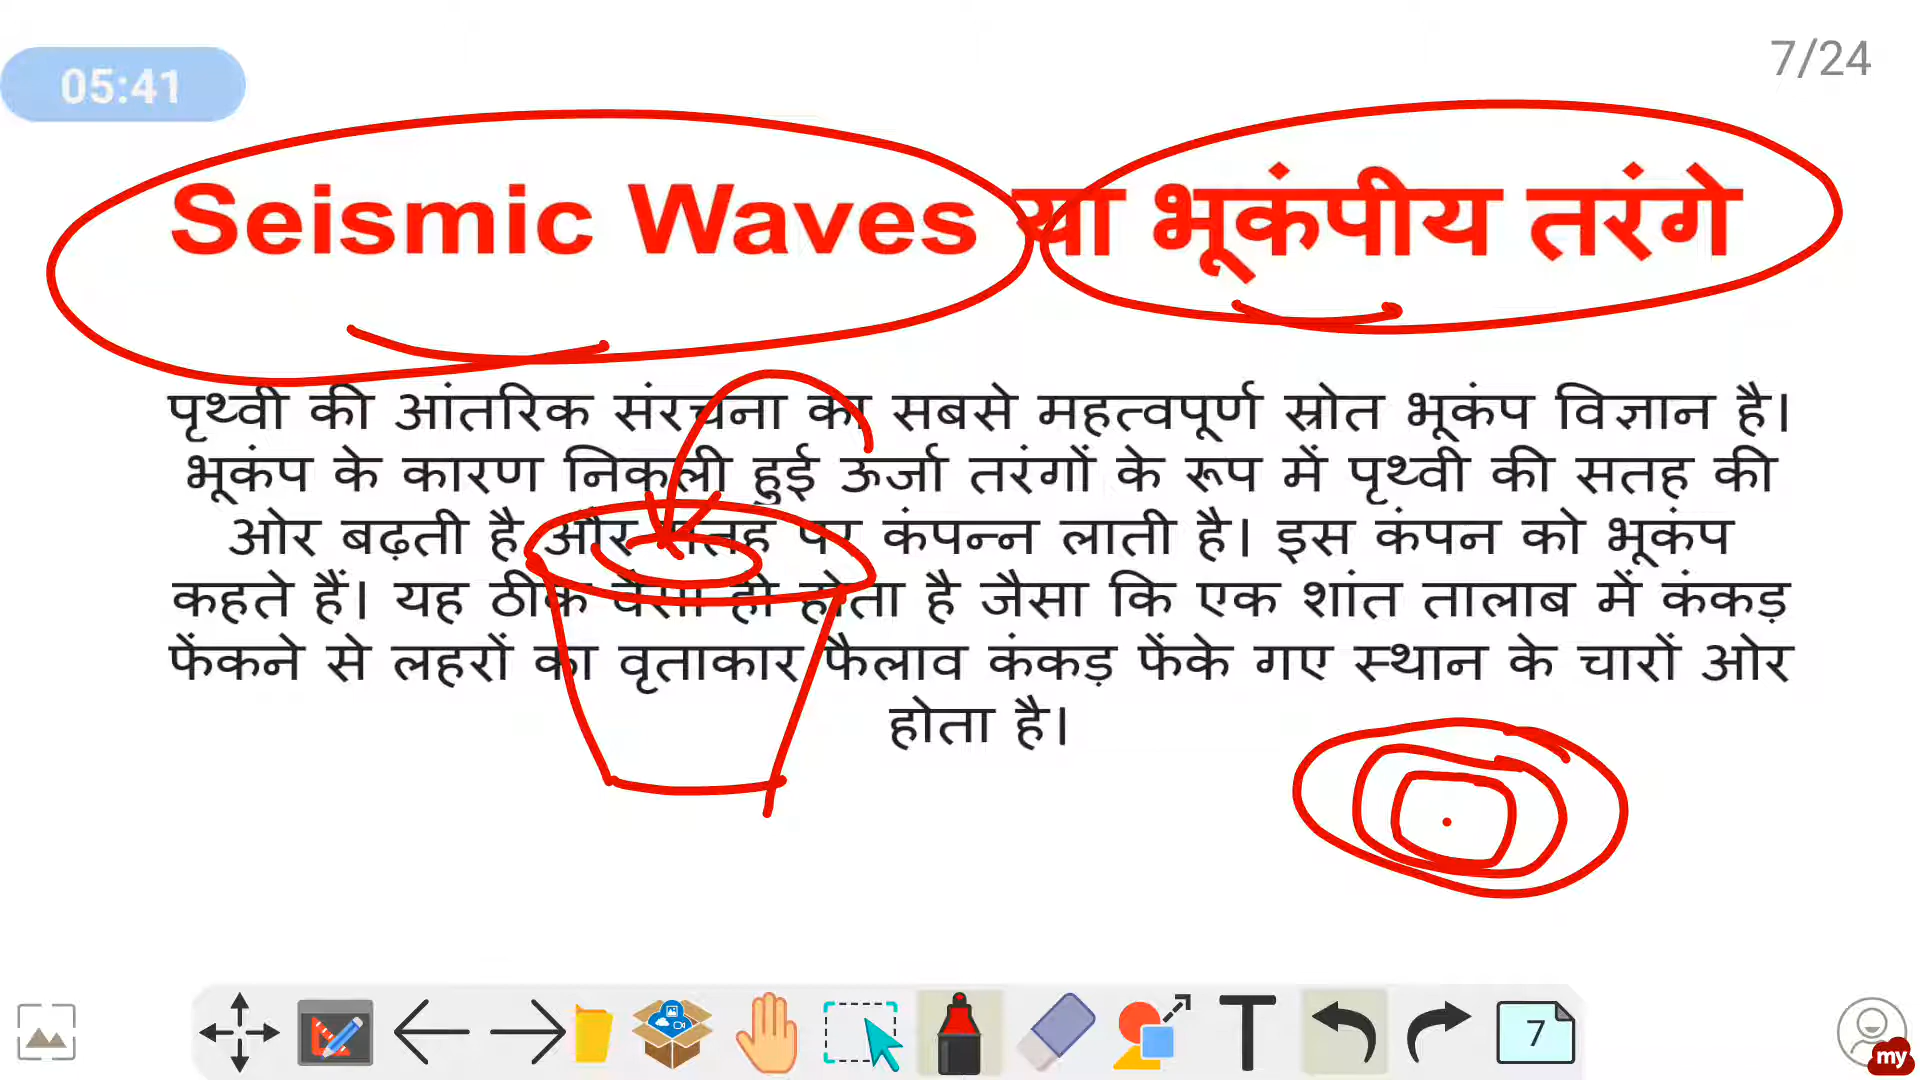 05:41
7/24
Seismic Waves या भूकंपीय तरंगे
पृथ्वी की आंतरिक संरचना का सबसे महत्वपूर्ण स्रोत भूकंप विज्ञान है।
भूकंप के कारण निकली हुई ऊर्जा तरंगों के रूप में पृथ्वी की सतह की
ओर बढ़ती है और सतह पर कंपन्न लाती है। इस कंपन को भूकंप
कहते हैं। यह ठीक वैसा ही होता है जैसा कि एक शांत तालाब में कंकड़
फेंकने से लहरों का वृताकार फैलाव कंकड़ फेंके गए स्थान के चारों ओर
होता है।
T
7
my